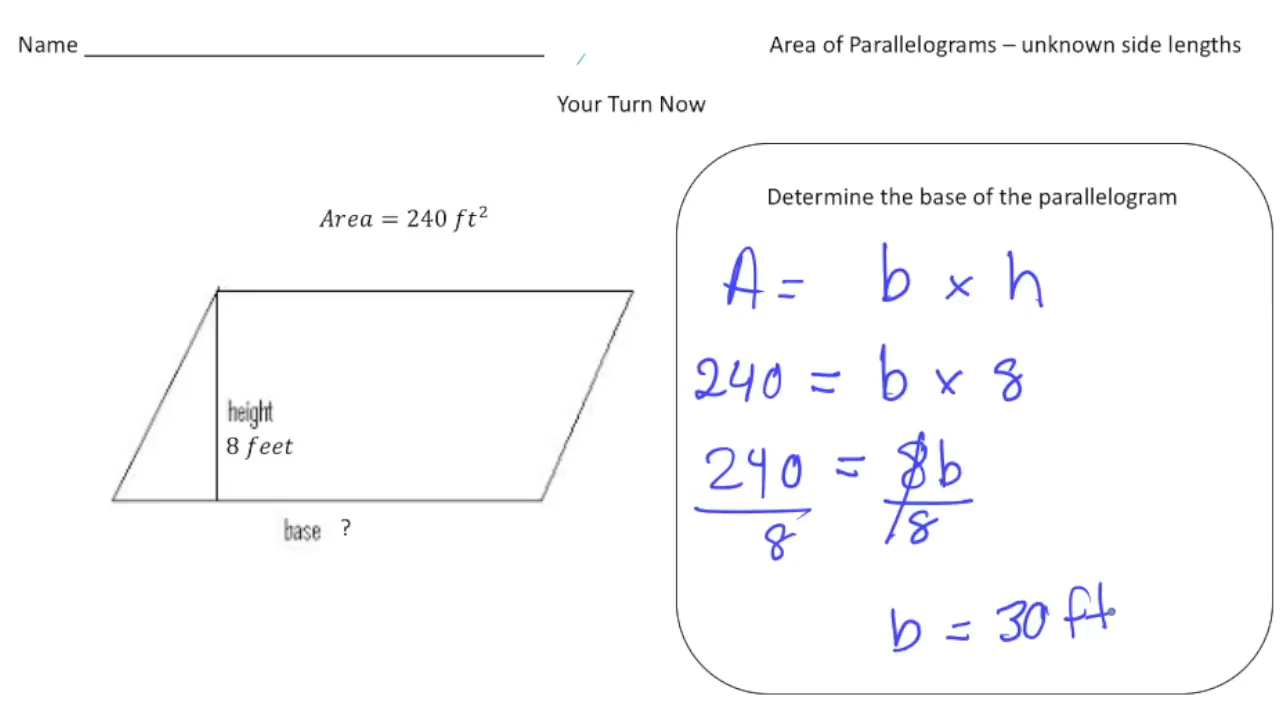 Name
Area of Parallelograms – unknown side lengths
Your Turn Now
Area = 240 ft²
height
8 feet
base ?
Determine the base of the parallelogram
A = b × h
240 = b × 8
240 = 8b
8 8
b = 30 ft